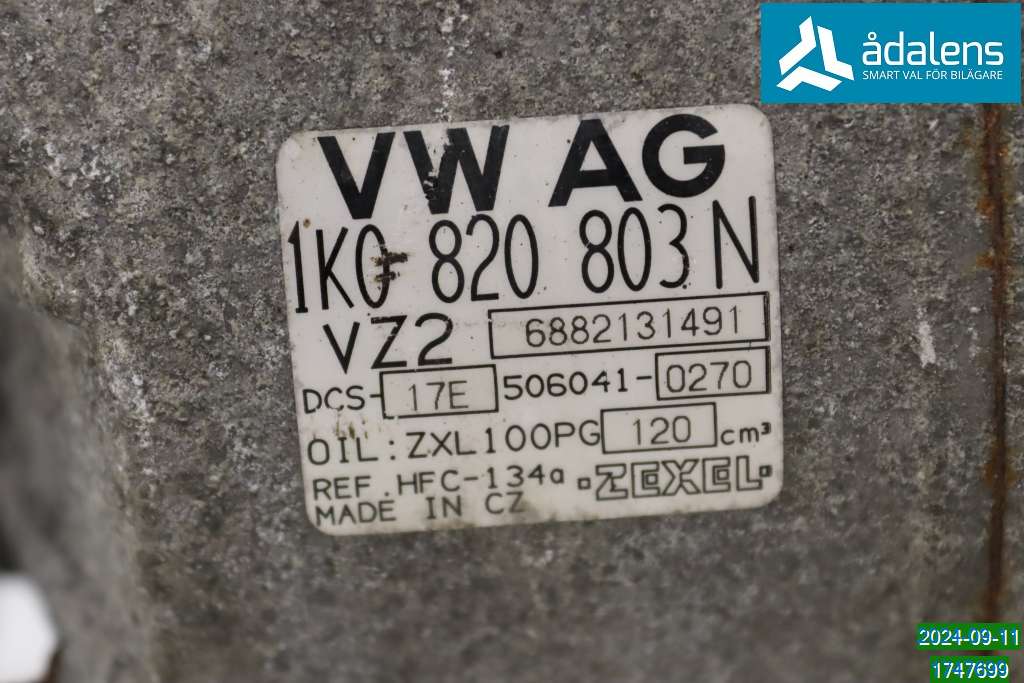 ådalens
SMART VAL FÖR BILÄGARE
VW AG
1K0 820 803 N
VZ2 6882131491
DCS-17E 506041-0270
OIL : ZXL100PG 120 cm³
REF. HFC-134a ZEXEL
MADE IN CZ
2024-09-11
1747699